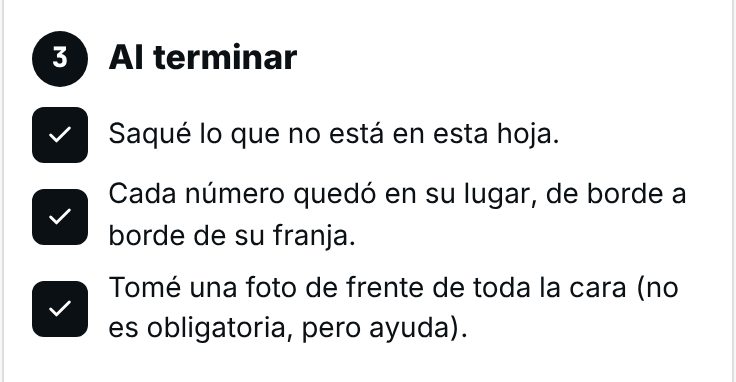 3 Al terminar
Saqué lo que no está en esta hoja.
Cada número quedó en su lugar, de borde a
borde de su franja.
Tomé una foto de frente de toda la cara (no
es obligatoria, pero ayuda).